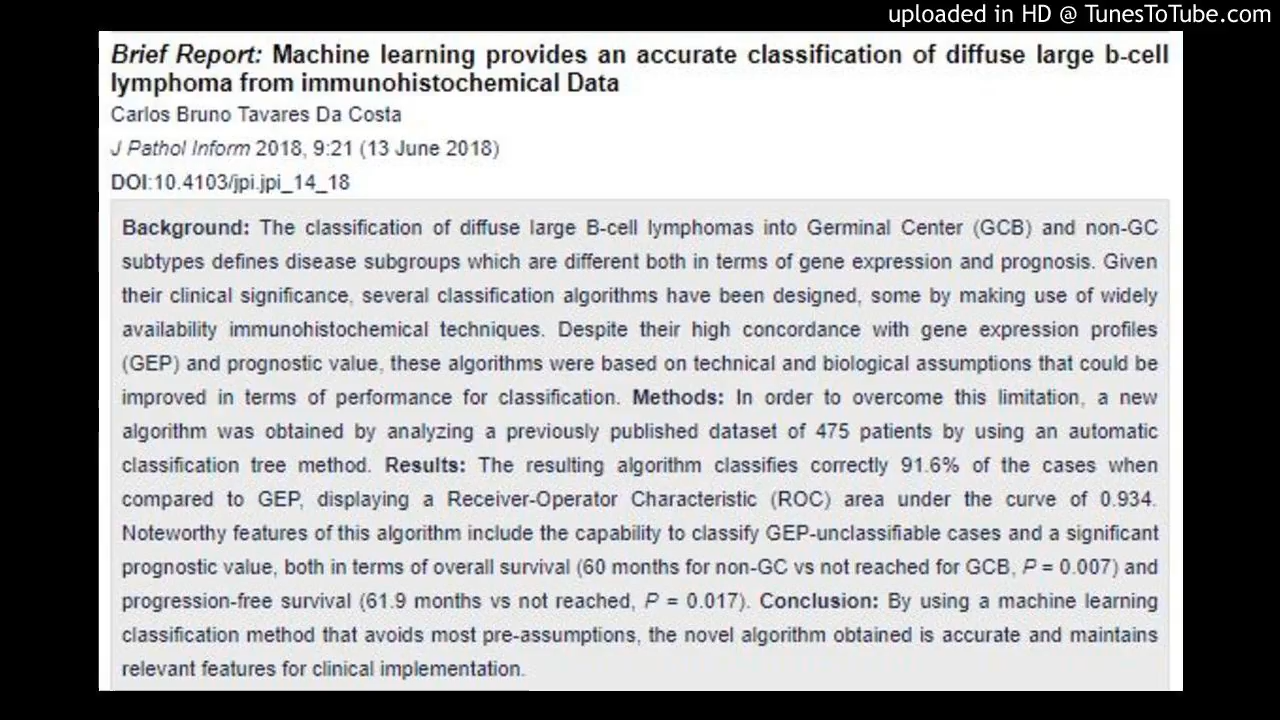 uploaded in HD @ TunesToTube.com
Brief Report: Machine learning provides an accurate classification of diffuse large b-cell
lymphoma from immunohistochemical Data
Carlos Bruno Tavares Da Costa
J Pathol Inform 2018, 9:21 (13 June 2018)
DOI:10.4103/jpi.jpi_14_18
Background: The classification of diffuse large B-cell lymphomas into Germinal Center (GCB) and non-GC
subtypes defines disease subgroups which are different both in terms of gene expression and prognosis. Given
their clinical significance, several classification algorithms have been designed, some by making use of widely
availability immunohistochemical techniques. Despite their high concordance with gene expression profiles
(GEP) and prognostic value, these algorithms were based on technical and biological assumptions that could be
improved in terms of performance for classification. Methods: In order to overcome this limitation, a new
algorithm was obtained by analyzing a previously published dataset of 475 patients by using an automatic
classification tree method. Results: The resulting algorithm classifies correctly 91.6% of the cases when
compared to GEP, displaying a Receiver-Operator Characteristic (ROC) area under the curve of 0.934.
Noteworthy features of this algorithm include the capability to classify GEP-unclassifiable cases and a significant
prognostic value, both in terms of overall survival (60 months for non-GC vs not reached for GCB, P = 0.007) and
progression-free survival (61.9 months vs not reached, P = 0.017). Conclusion: By using a machine learning
classification method that avoids most pre-assumptions, the novel algorithm obtained is accurate and maintains
relevant features for clinical implementation.